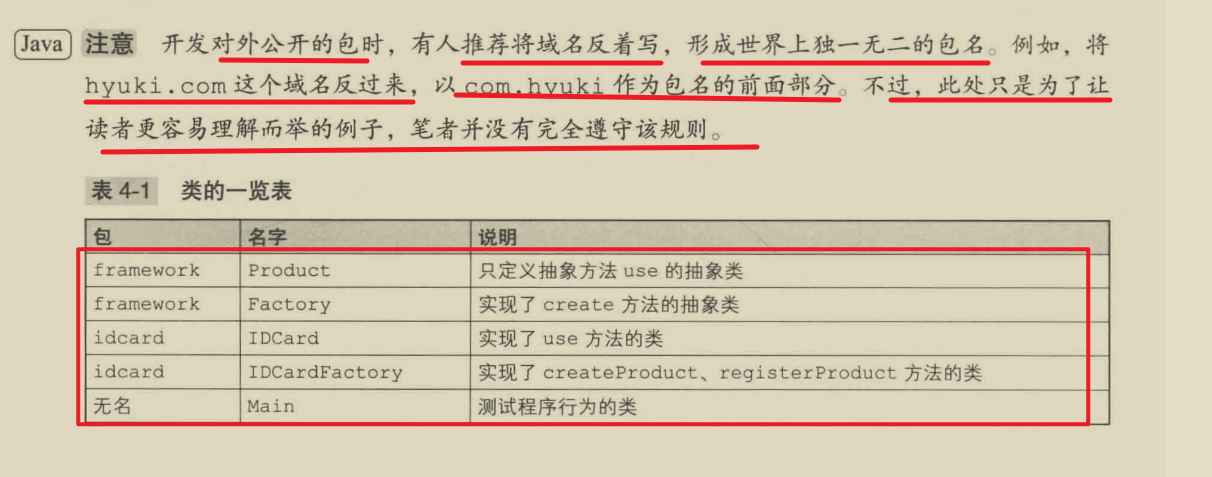 Java 注意 开发对外公开的包时，有人推荐将域名反着写，形成世界上独一无二的包名。例如，将
hyuki.com 这个域名反过来，以 com.hyuki 作为包名的前面部分。不过，此处只是为了让
读者更容易理解而举的例子，笔者并没有完全遵守该规则。
表 4-1 类的一览表
包 名字 说明
framework Product 只定义抽象方法 use 的抽象类
framework Factory 实现了 create 方法的抽象类
idcard IDCard 实现了 use 方法的类
idcard IDCardFactory 实现了 createProduct、registerProduct 方法的类
无名 Main 测试程序行为的类